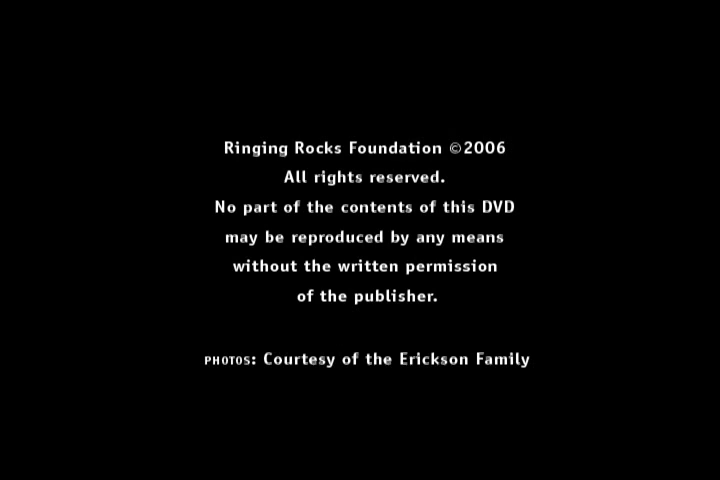 Ringing Rocks Foundation ©2006
All rights reserved.
No part of the contents of this DVD
may be reproduced by any means
without the written permission
of the publisher.
PHOTOS: Courtesy of the Erickson Family